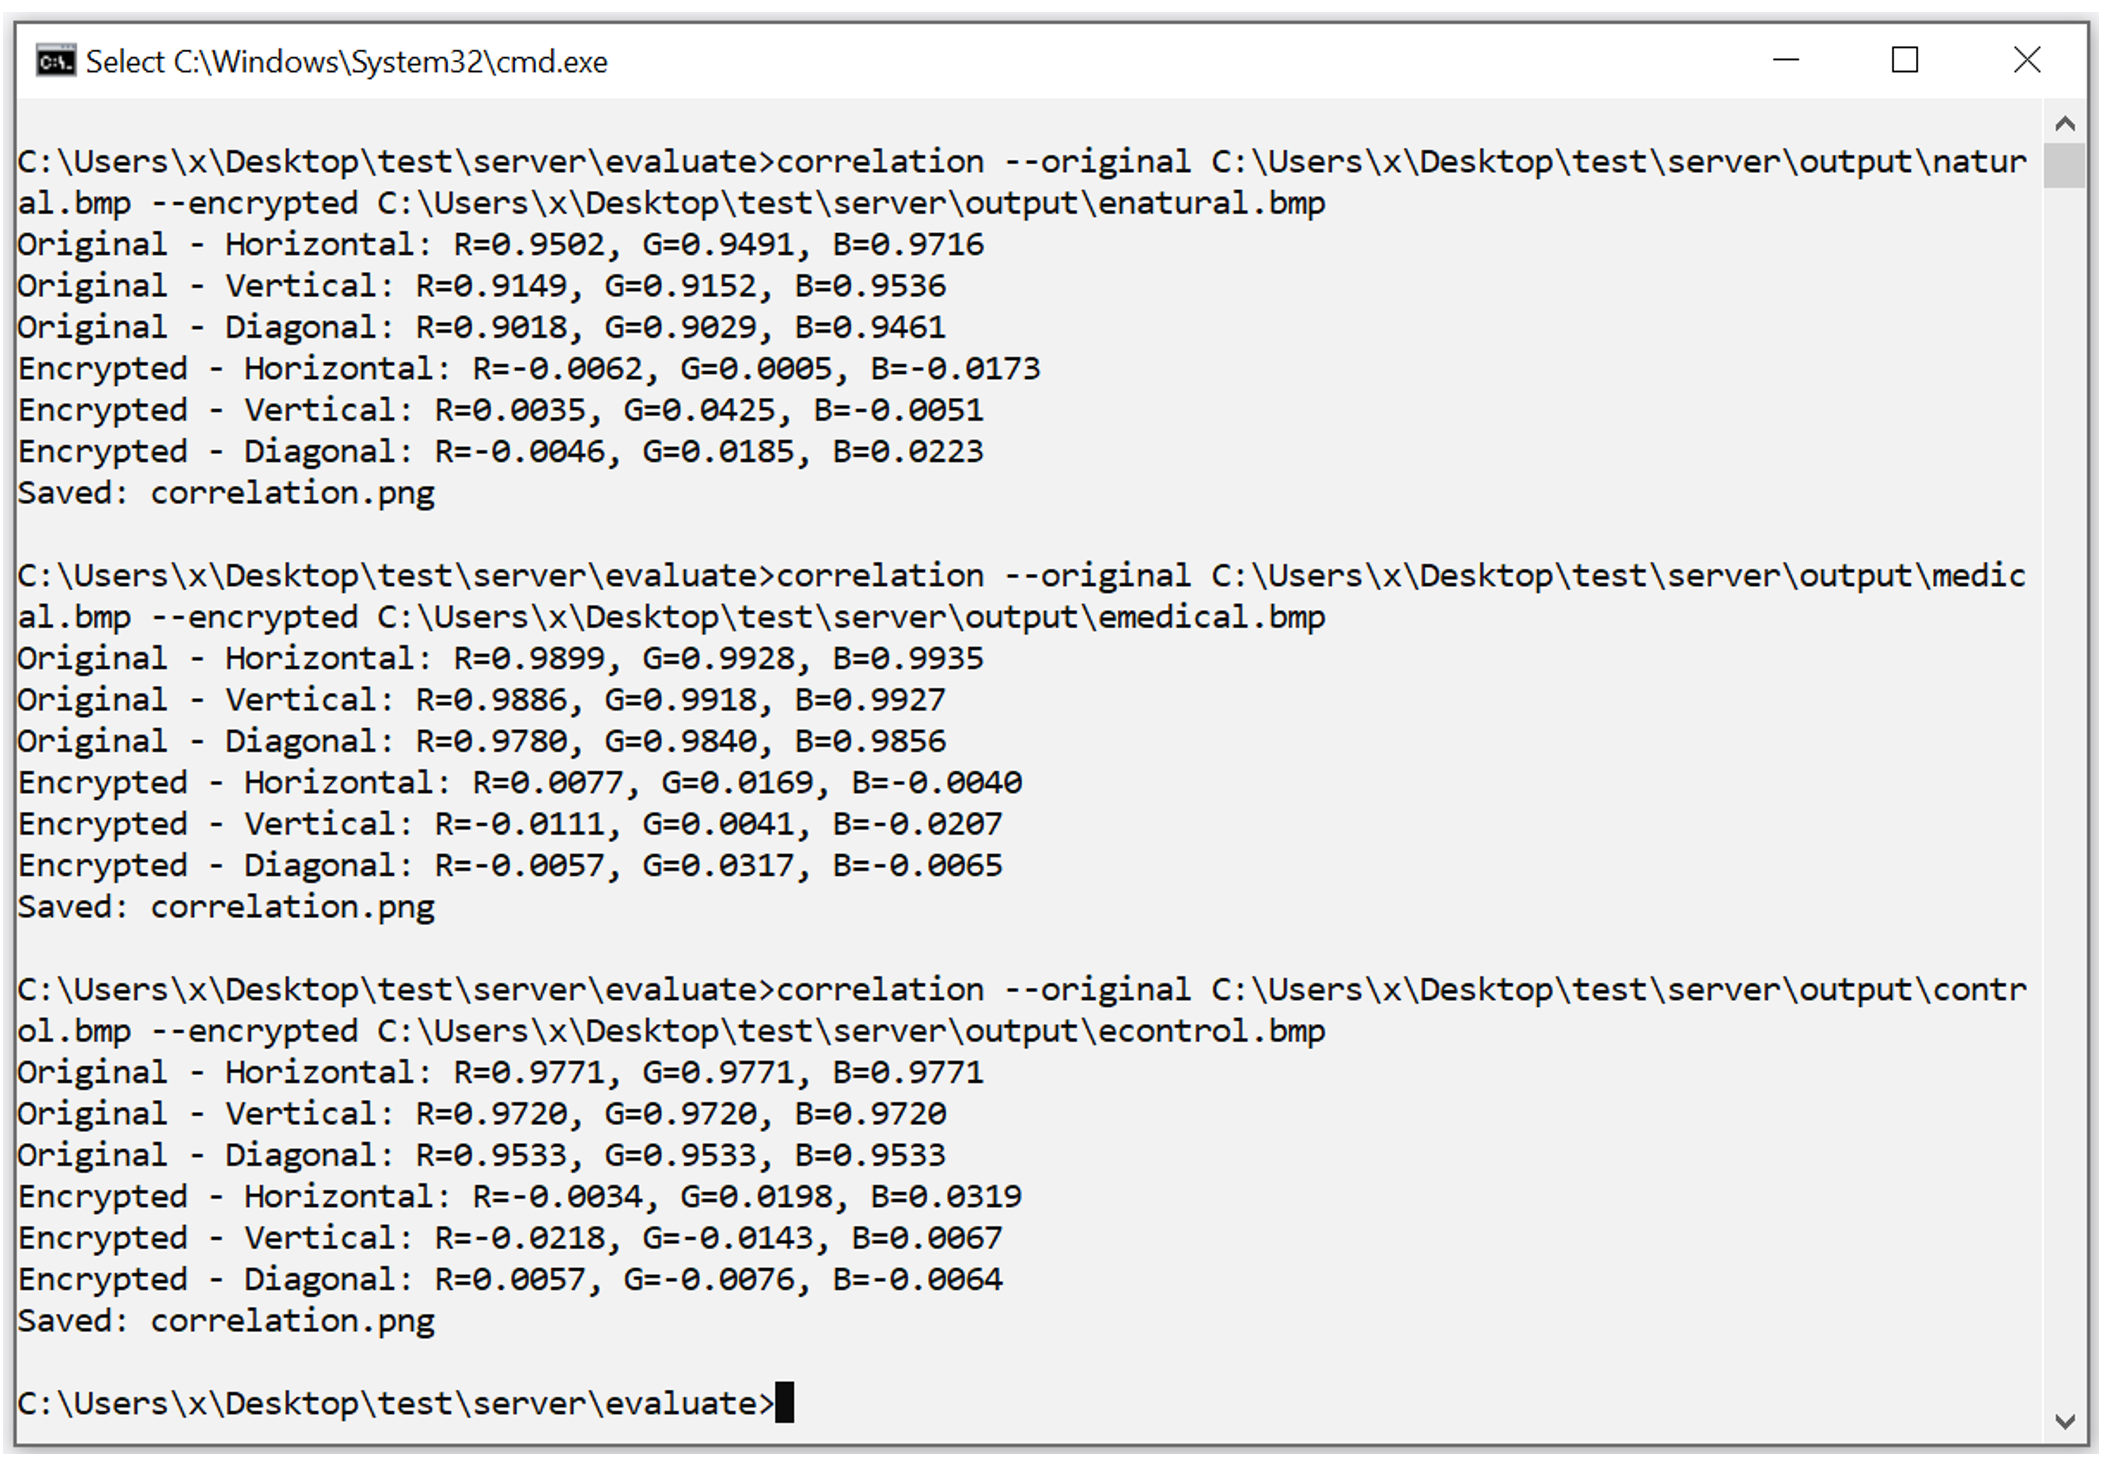 Select C:\Windows\System32\cmd.exe
C:\Users\x\Desktop\test\server\evaluate>correlation --original C:\Users\x\Desktop\test\server\output\natur
al.bmp --encrypted C:\Users\x\Desktop\test\server\output\enatural.bmp
Original - Horizontal: R=0.9502, G=0.9491, B=0.9716
Original - Vertical: R=0.9149, G=0.9152, B=0.9536
Original - Diagonal: R=0.9018, G=0.9029, B=0.9461
Encrypted - Horizontal: R=-0.0062, G=0.0005, B=-0.0173
Encrypted - Vertical: R=0.0035, G=0.0425, B=-0.0051
Encrypted - Diagonal: R=-0.0046, G=0.0185, B=0.0223
Saved: correlation.png
C:\Users\x\Desktop\test\server\evaluate>correlation --original C:\Users\x\Desktop\test\server\output\medic
al.bmp --encrypted C:\Users\x\Desktop\test\server\output\emedical.bmp
Original - Horizontal: R=0.9899, G=0.9928, B=0.9935
Original - Vertical: R=0.9886, G=0.9918, B=0.9927
Original - Diagonal: R=0.9780, G=0.9840, B=0.9856
Encrypted - Horizontal: R=0.0077, G=0.0169, B=-0.0040
Encrypted - Vertical: R=-0.0111, G=0.0041, B=-0.0207
Encrypted - Diagonal: R=-0.0057, G=0.0317, B=-0.0065
Saved: correlation.png
C:\Users\x\Desktop\test\server\evaluate>correlation --original C:\Users\x\Desktop\test\server\output\contr
ol.bmp --encrypted C:\Users\x\Desktop\test\server\output\econtrol.bmp
Original - Horizontal: R=0.9771, G=0.9771, B=0.9771
Original - Vertical: R=0.9720, G=0.9720, B=0.9720
Original - Diagonal: R=0.9533, G=0.9533, B=0.9533
Encrypted - Horizontal: R=-0.0034, G=0.0198, B=0.0319
Encrypted - Vertical: R=-0.0218, G=-0.0143, B=0.0067
Encrypted - Diagonal: R=0.0057, G=-0.0076, B=-0.0064
Saved: correlation.png
C:\Users\x\Desktop\test\server\evaluate>